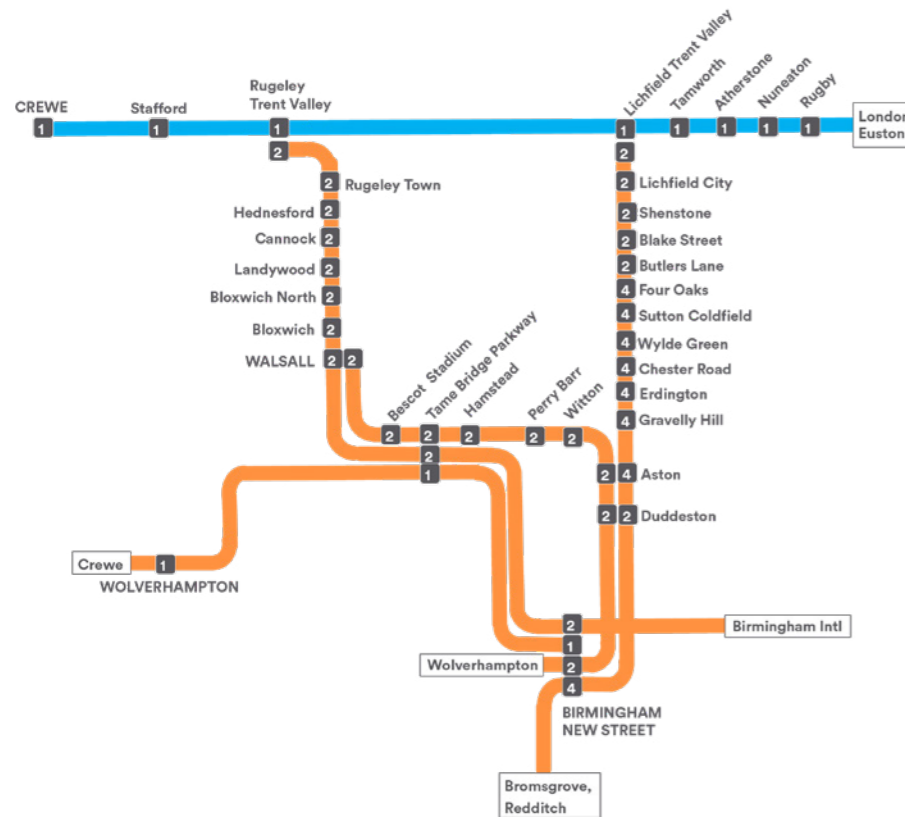 CREWE
1
Stafford
1
Rugeley
Trent Valley
1
2
Lichfield Trent Valley
1
2
Tamworth
1
Atherstone
1
Nuneaton
1
Rugby
1
London
Euston
2
Rugeley Town
Hednesford
2
Cannock
2
Landywood
2
Bloxwich North
2
Bloxwich
2
WALSALL
2
2
2
Lichfield City
2
Shenstone
2
Blake Street
2
Butlers Lane
4
Four Oaks
4
Sutton Coldfield
4
Wylde Green
4
Chester Road
4
Erdington
4
Gravelly Hill
Bescot Stadium
2
Tame Bridge Parkway
2
2
1
Hamstead
2
Perry Barr
2
Witton
2
2
4
Aston
2
2
Duddeston
Crewe
1
WOLVERHAMPTON
2
Birmingham Intl
1
Wolverhampton
2
4
BIRMINGHAM
NEW STREET
Bromsgrove,
Redditch